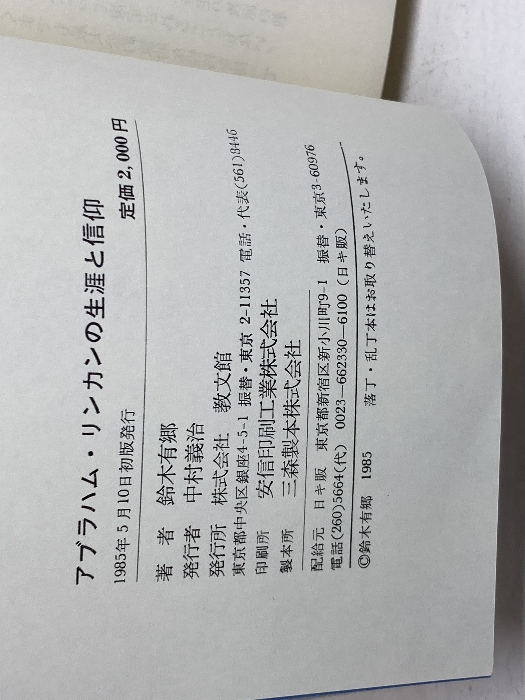 アブラハム・リンカンの生涯と信仰
1985年5月10日初版発行 定価2,000円
著者 鈴木有郷
発行者 中村義治
発行所 株式会社 教文館
東京都中央区銀座4-5-1 振替・東京 2-11357 電話・代表(561)8446
印刷所 安信印刷工業株式会社
製本所 三森製本株式会社
配給元 日キ販 東京都新宿区新小川町9-1 振替・東京3-60976
電話(260)5664(代) 0023―662330―6100(日キ販)
©鈴木有郷 1985 落丁・乱丁本はお取り替えいたします。